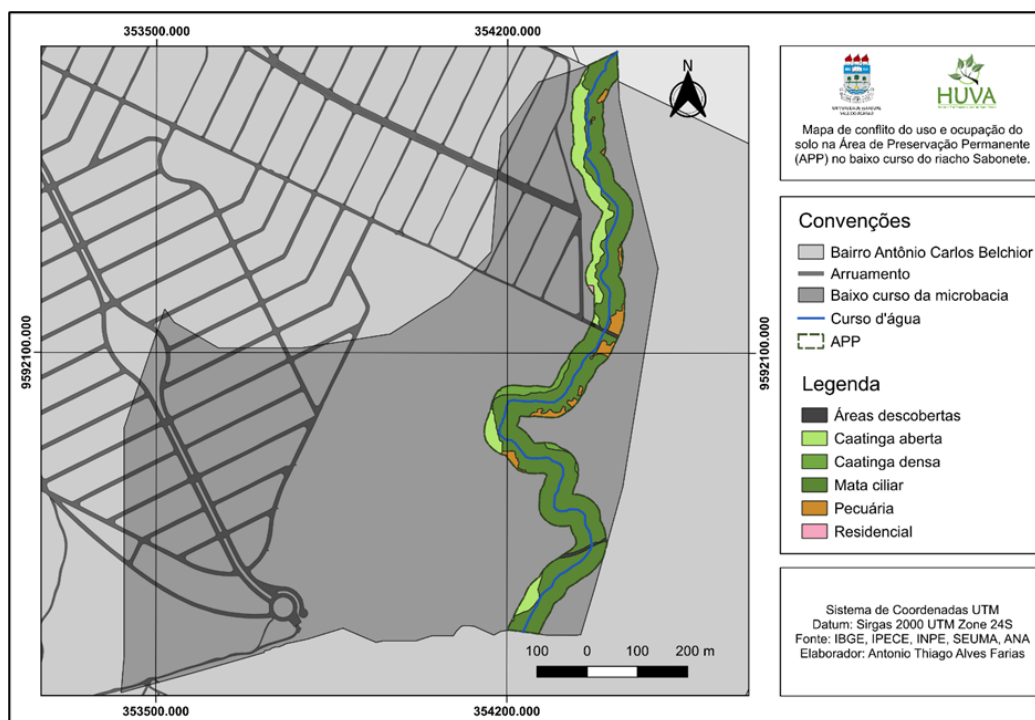 353500.000
354200.000
N
9592100.000
9592100.000
100 0 100 200 m
353500.000
354200.000
HUVA
Mapa de conflito do uso e ocupação do
solo na Área de Preservação Permanente
(APP) no baixo curso do riacho Sabonete.
Convenções
Bairro Antônio Carlos Belchior
Arruamento
Baixo curso da microbacia
Curso d'água
APP
Legenda
Áreas descobertas
Caatinga aberta
Caatinga densa
Mata ciliar
Pecuária
Residencial
Sistema de Coordenadas UTM
Datum: Sirgas 2000 UTM Zone 24S
Fonte: IBGE, IPECE, INPE, SEUMA, ANA
Elaborador: Antonio Thiago Alves Farias